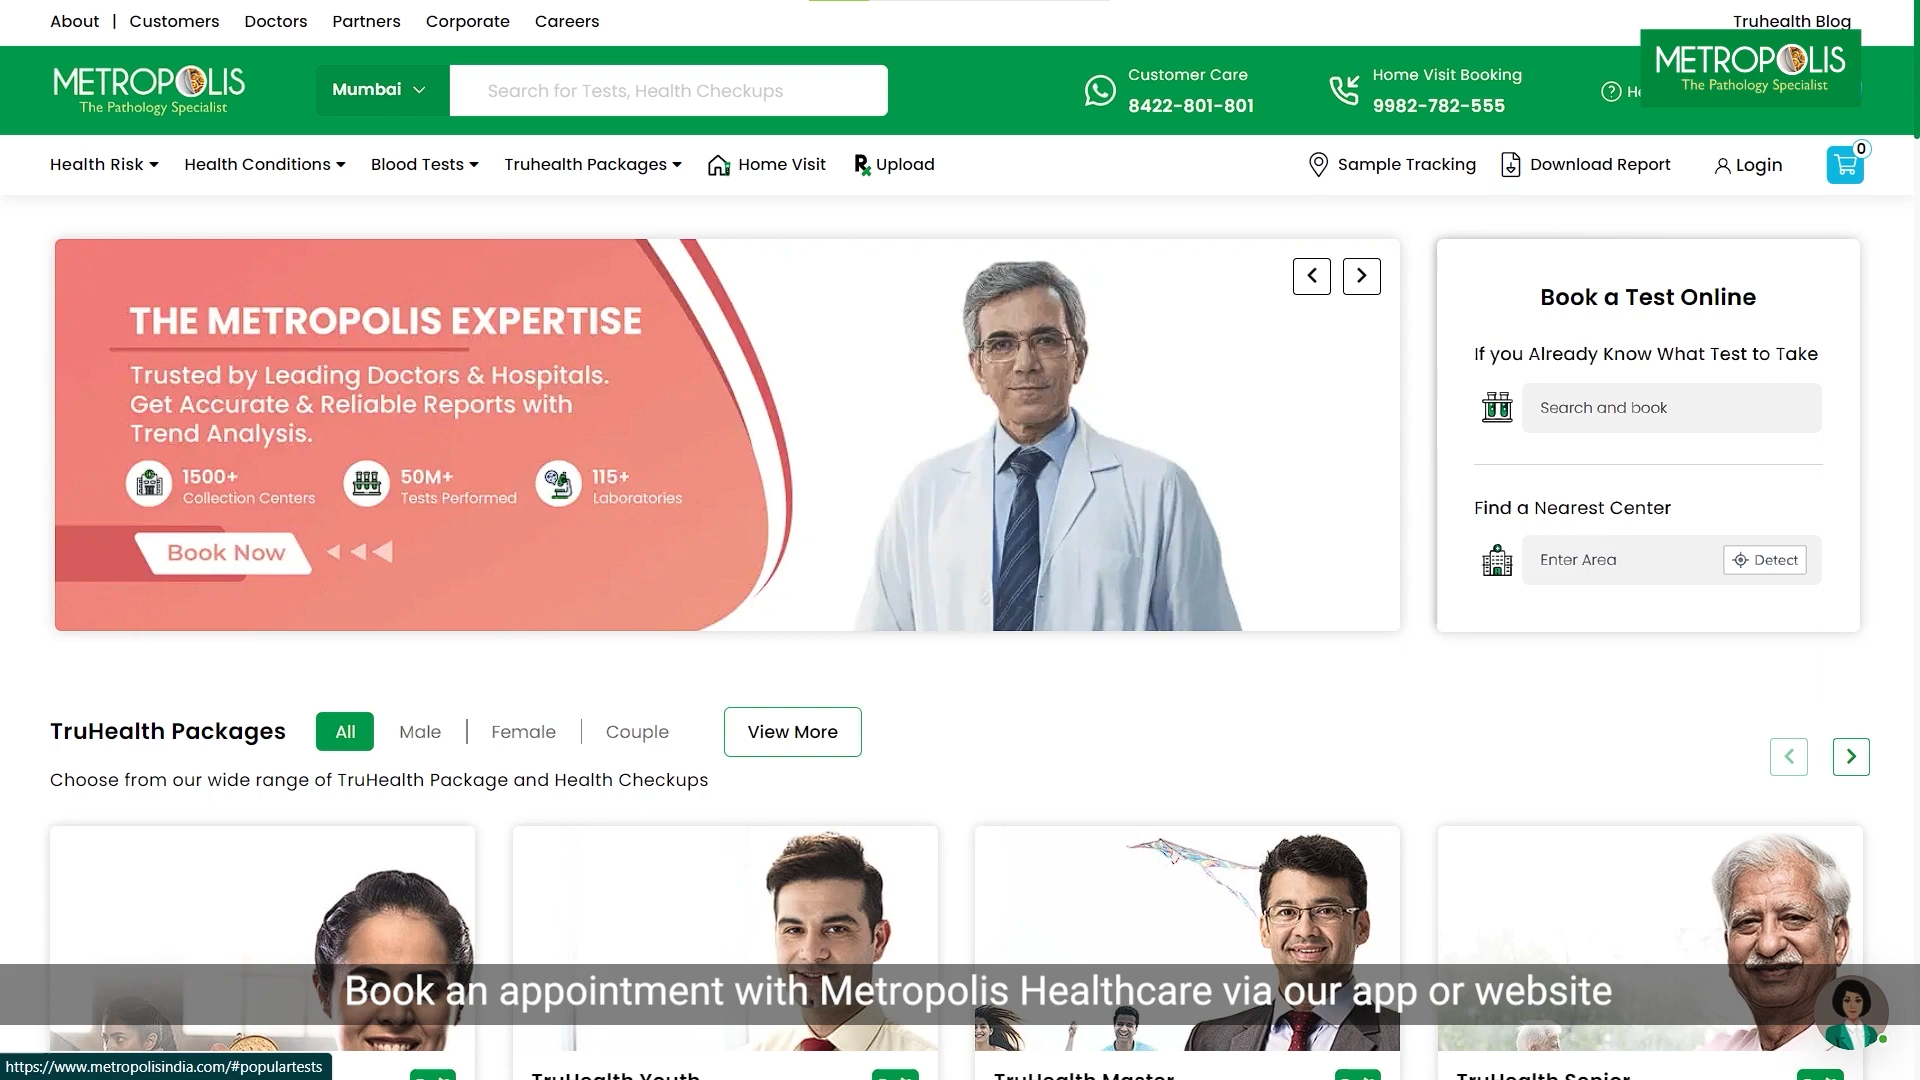 About | Customers Doctors Partners Corporate Careers Truhealth Blog
METROPOLIS
The Pathology Specialist
Mumbai
Search for Tests, Health Checkups
Customer Care
8422-801-801
Home Visit Booking
9982-782-555
METROPOLIS
The Pathology Specialist
Health Risk Health Conditions Blood Tests Truhealth Packages Home Visit Upload Sample Tracking Download Report Login 0
THE METROPOLIS EXPERTISE
Trusted by Leading Doctors & Hospitals.
Get Accurate & Reliable Reports with
Trend Analysis.
1500+
Collection Centers
50M+
Tests Performed
115+
Laboratories
Book Now
Book a Test Online
If you Already Know What Test to Take
Search and book
Find a Nearest Center
Enter Area
Detect
TruHealth Packages All Male | Female | Couple View More
Choose from our wide range of TruHealth Package and Health Checkups
Book an appointment with Metropolis Healthcare via our app or website
https://www.metropolisindia.com/#populartests
TruHealth Youth
TruHealth Master
TruHealth Senior